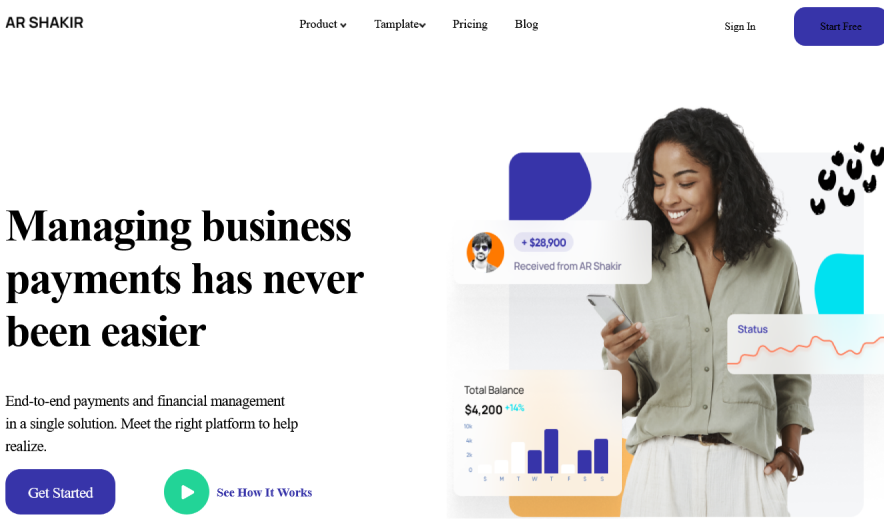 AR SHAKIR
Product
Tamplate
Pricing
Blog
Sign In
Start Free
Managing business
payments has never
been easier
End-to-end payments and financial management
in a single solution. Meet the right platform to help
realize.
Get Started
See How It Works
+ $28,900
Received from AR Shakir
Status
Total Balance
$4,200 +14%
10k
4k
2k
0
S M T W T F S S